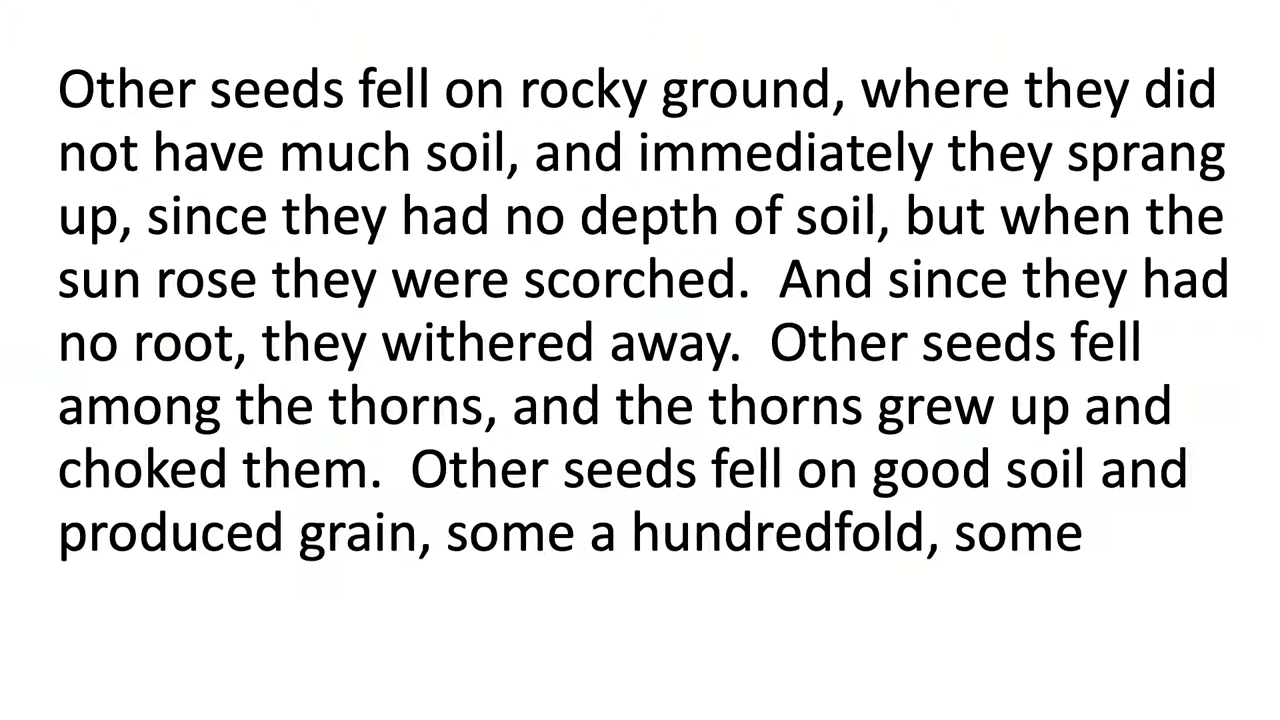 Other seeds fell on rocky ground, where they did
not have much soil, and immediately they sprang
up, since they had no depth of soil, but when the
sun rose they were scorched.  And since they had
no root, they withered away.  Other seeds fell
among the thorns, and the thorns grew up and
choked them.  Other seeds fell on good soil and
produced grain, some a hundredfold, some